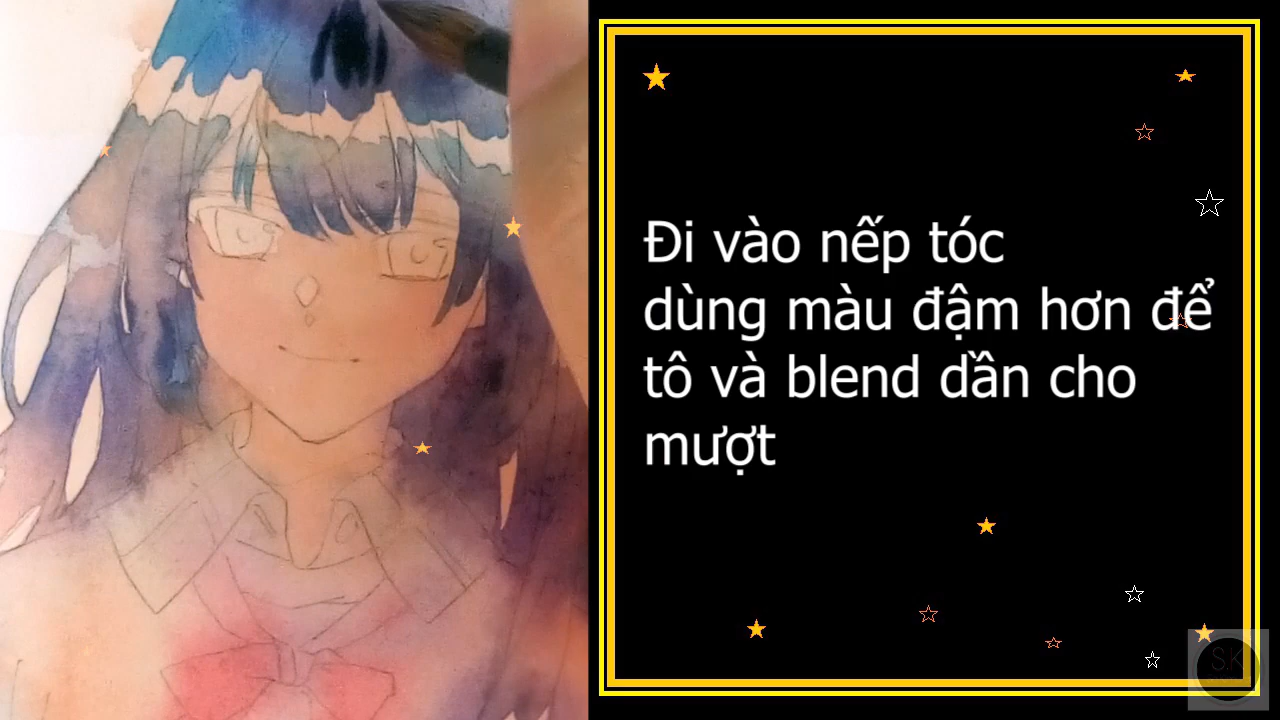 Đi vào nếp tóc
dùng màu đậm hơn để
tô và blend dần cho
mượt
S.K